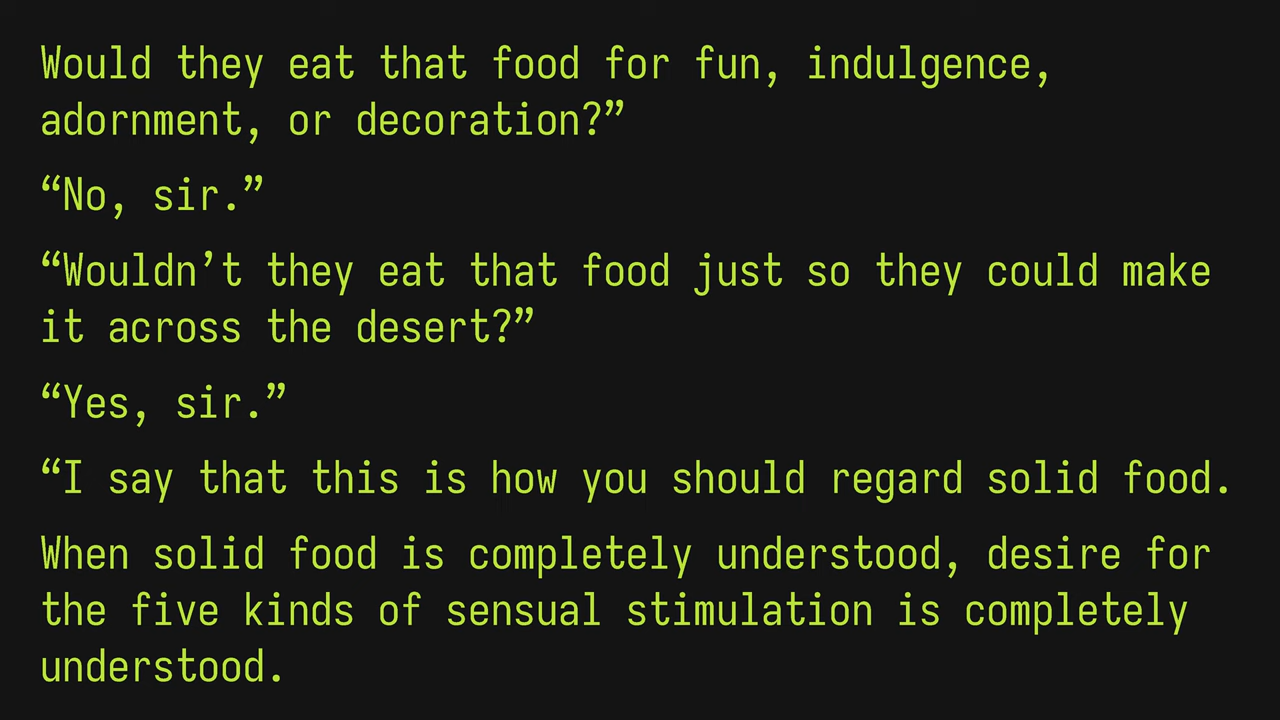 Would they eat that food for fun, indulgence,
adornment, or decoration?”
“No, sir.”
“Wouldn’t they eat that food just so they could make
it across the desert?”
“Yes, sir.”
“I say that this is how you should regard solid food.
When solid food is completely understood, desire for
the five kinds of sensual stimulation is completely
understood.